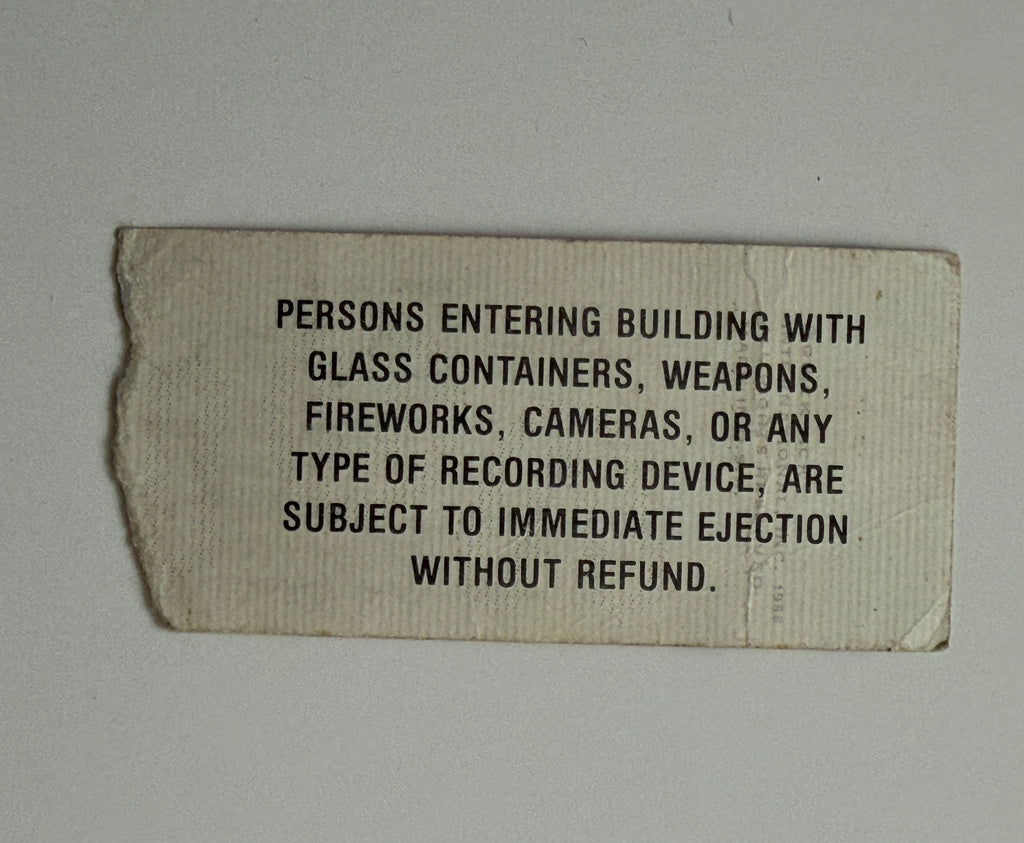 PERSONS ENTERING BUILDING WITH
GLASS CONTAINERS, WEAPONS,
FIREWORKS, CAMERAS, OR ANY
TYPE OF RECORDING DEVICE, ARE
SUBJECT TO IMMEDIATE EJECTION
WITHOUT REFUND.